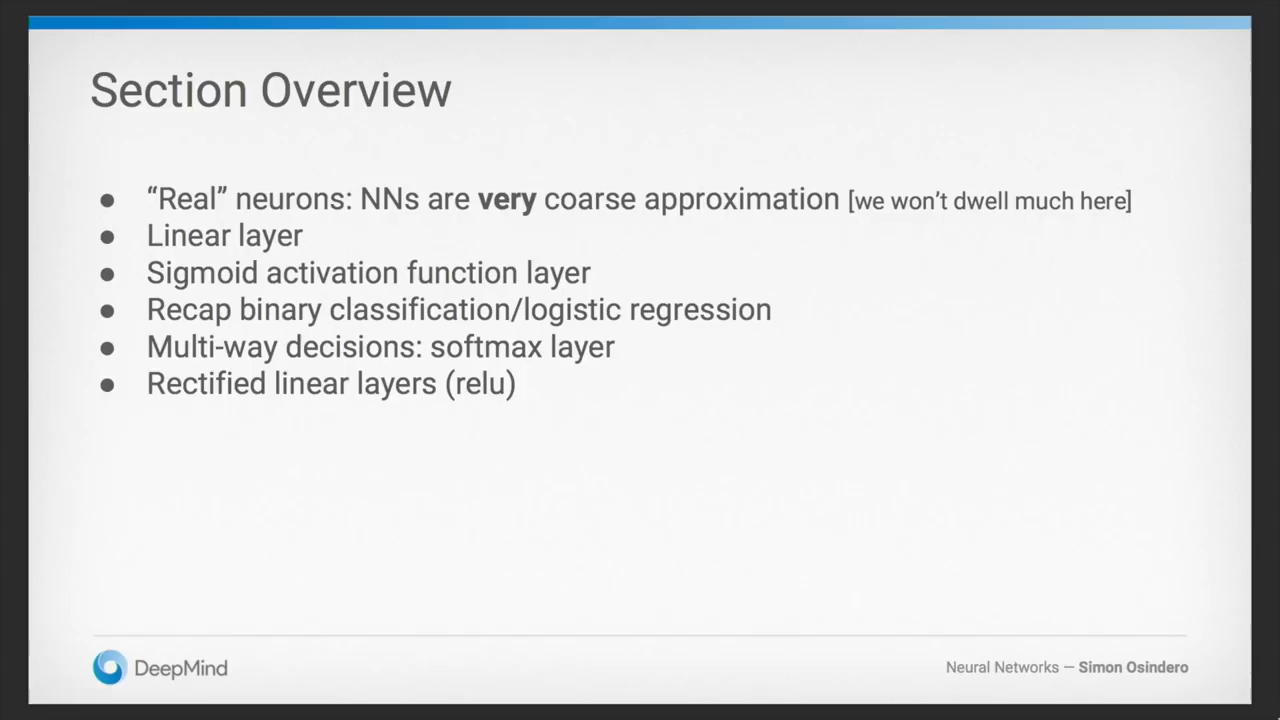 Section Overview
● “Real” neurons: NNs are very coarse approximation [we won’t dwell much here]
● Linear layer
● Sigmoid activation function layer
● Recap binary classification/logistic regression
● Multi-way decisions: softmax layer
● Rectified linear layers (relu)
DeepMind
Neural Networks — Simon Osindero